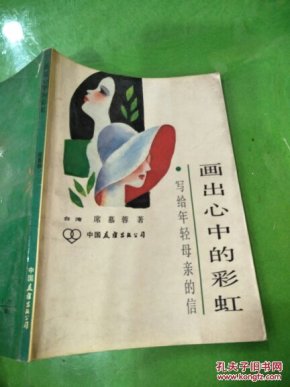 画出心中的彩虹
·写给年轻母亲的信
台湾 席慕蓉 著
中国友谊出版公司
孔夫子旧书网